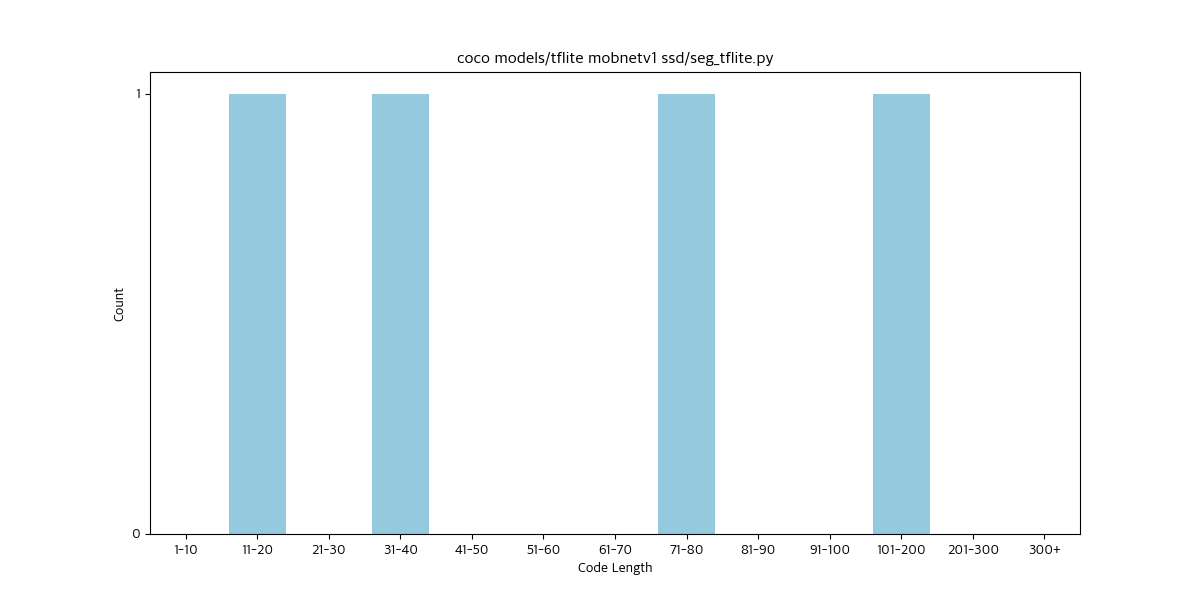 coco models/tflite mobnetv1 ssd/seg_tflite.py
1
Count
0
1-10 11-20 21-30 31-40 41-50 51-60 61-70 71-80 81-90 91-100 101-200 201-300 300+
Code Length